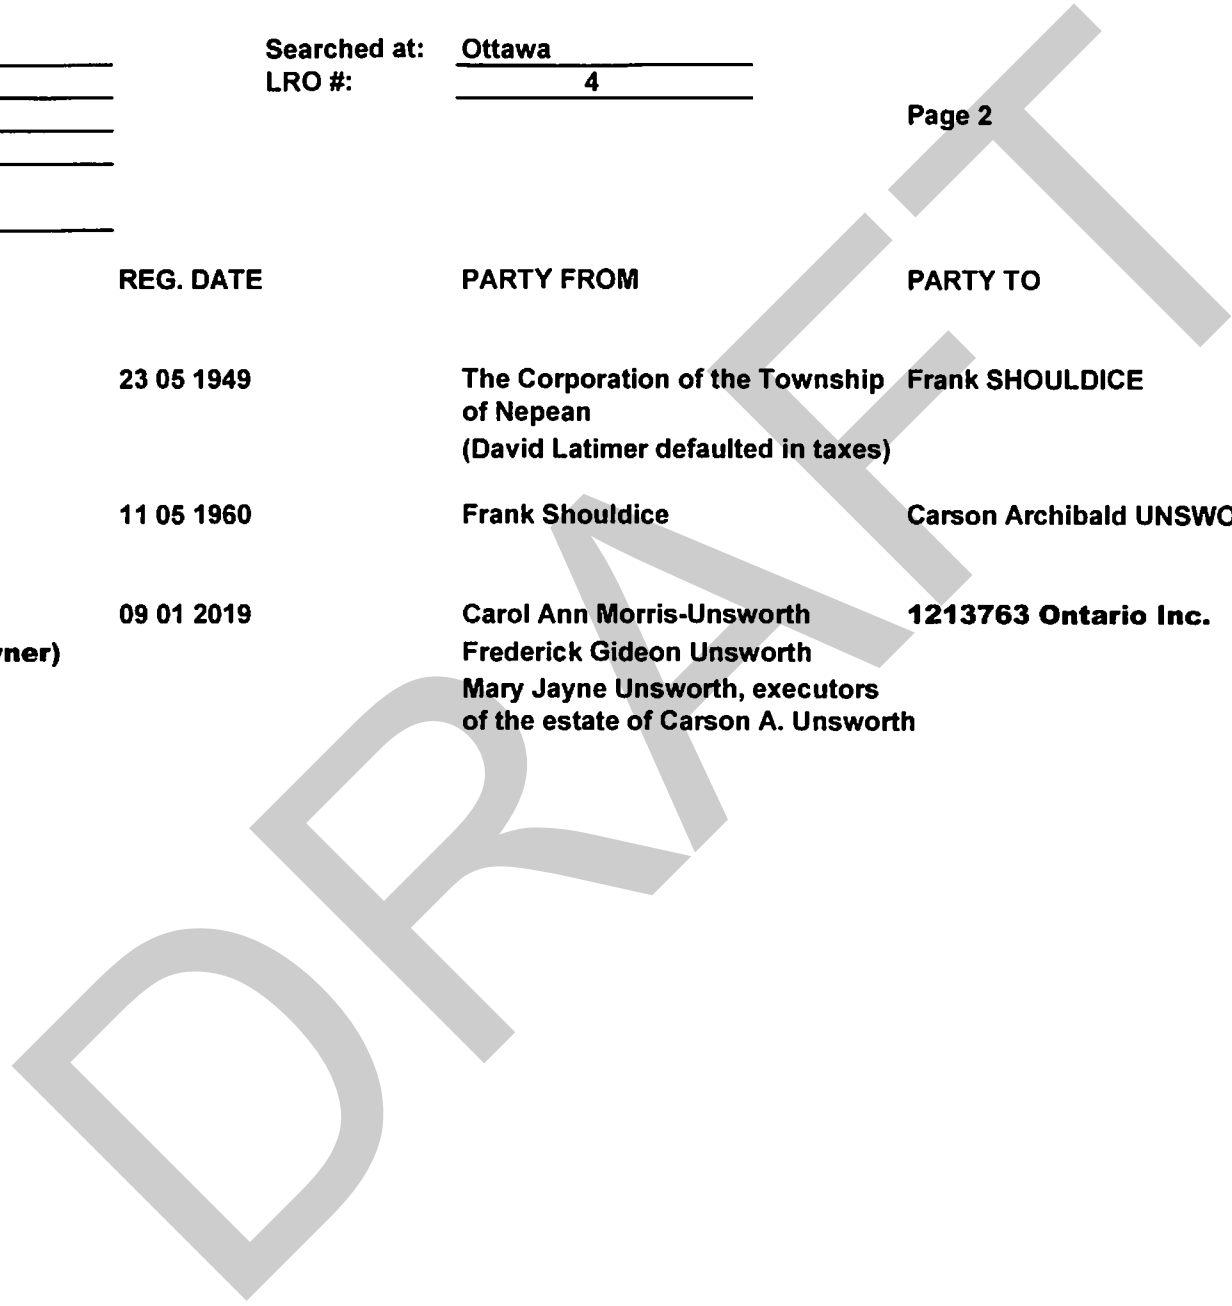 Searched at: Ottawa
LRO #: 4
Page 2
REG. DATE PARTY FROM PARTY TO
23 05 1949 The Corporation of the Township Frank SHOULDICE
of Nepean
(David Latimer defaulted in taxes)
11 05 1960 Frank Shouldice Carson Archibald UNSWO
09 01 2019 Carol Ann Morris-Unsworth 1213763 Ontario Inc.
ner) Frederick Gideon Unsworth
Mary Jayne Unsworth, executors
of the estate of Carson A. Unsworth
DRAFT